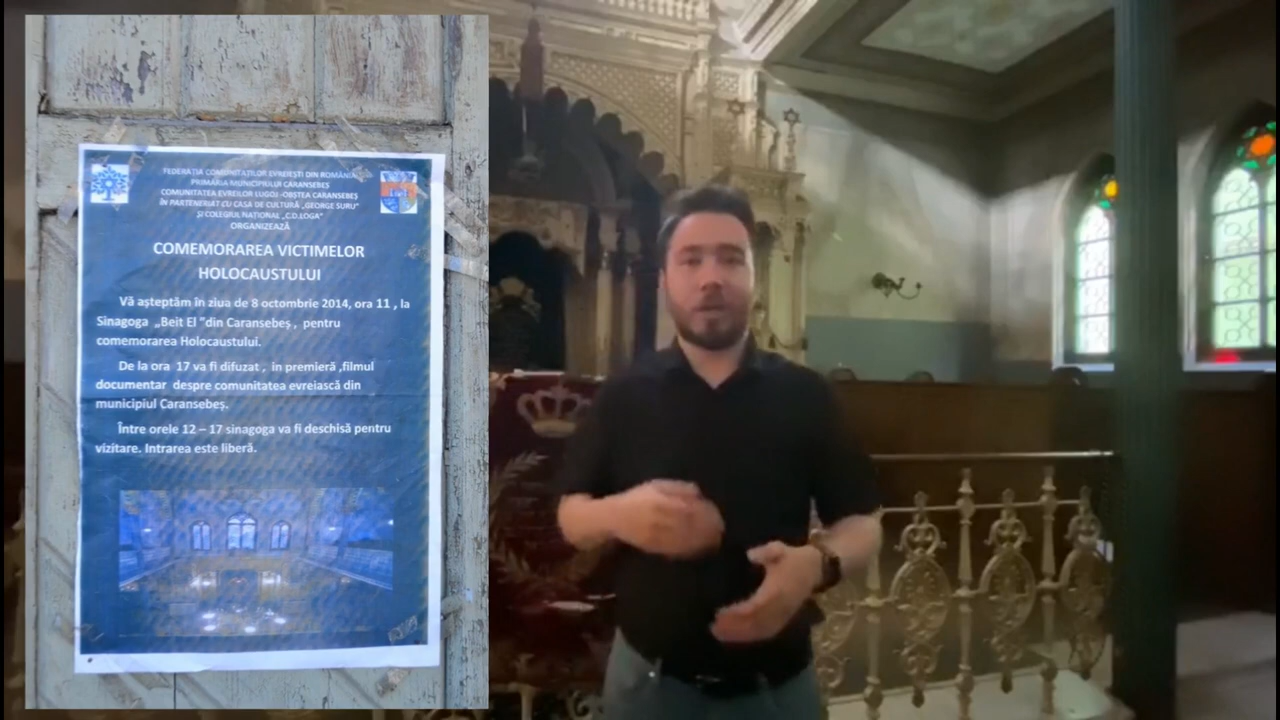 FEDERAȚIA COMUNITAȚILOR EVREIEȘTI DIN ROMÂNIA
PRIMĂRIA MUNICIPIULUI CARANSEBEȘ
COMUNITATEA EVREILOR LUGOJ-OBȘTEA CARANSEBEȘ
ÎN PARTENERIAT CU CASA DE CULTURĂ „GEORGE SURU”
ȘI COLEGIUL NAȚIONAL „C.D.LOGA”
ORGANIZEAZĂ
COMEMORAREA VICTIMELOR
HOLOCAUSTULUI
Vă așteptăm în ziua de 8 octombrie 2014, ora 11 , la
Sinagoga „Beit El ”din Caransebeș , pentru
comemorarea Holocaustului.
De la ora 17 va fi difuzat , in premieră ,filmul
documentar despre comunitatea evreiască din
municipiul Caransebeș.
Între orele 12 – 17 sinagoga va fi deschisă pentru
vizitare. Intrarea este liberă.